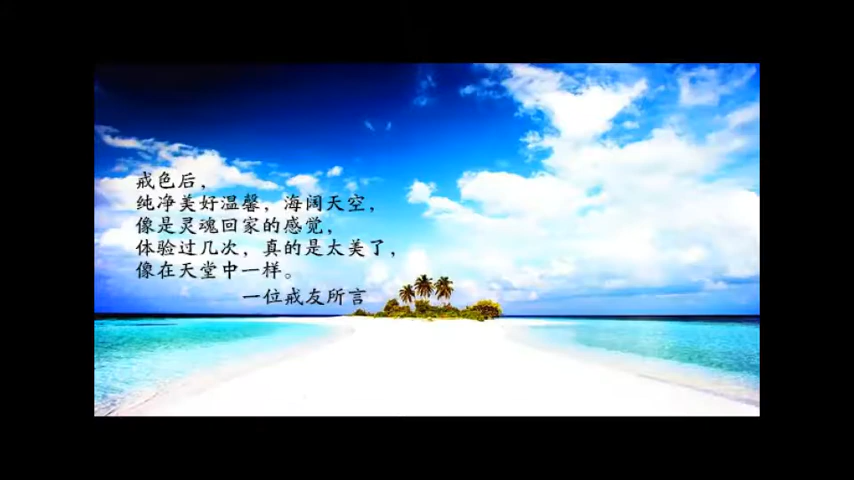 戒色后，
纯净美好温馨，海阔天空，
像是灵魂回家的感觉，
体验过几次，真的是太美了，
像在天堂中一样。
一位戒友所言